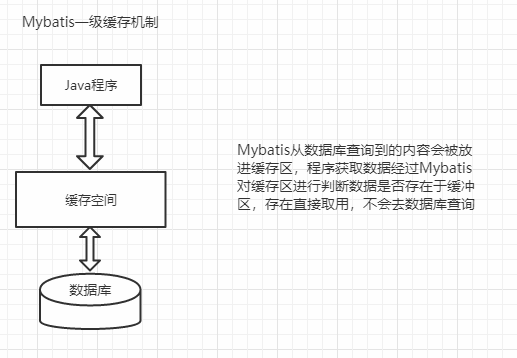 Mybatis一级缓存机制
Java程序
缓存空间
数据库
Mybatis从数据库查询到的内容会被放
进缓存区，程序获取数据经过Mybatis
对缓存区进行判断数据是否存在于缓冲
区，存在直接取用，不会去数据库查询